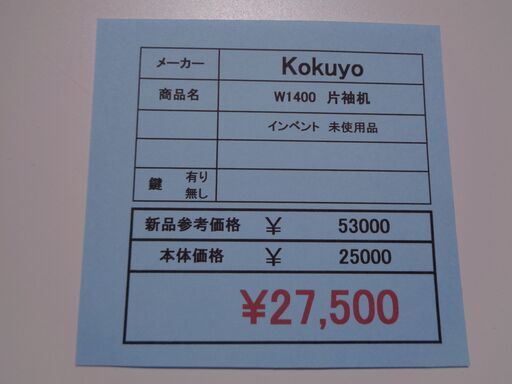 メーカー Kokuyo
商品名 W1400 片袖机
インベント 未使用品
鍵 有り 無し
新品参考価格 ¥ 53000
本体価格 ¥ 25000
¥27,500